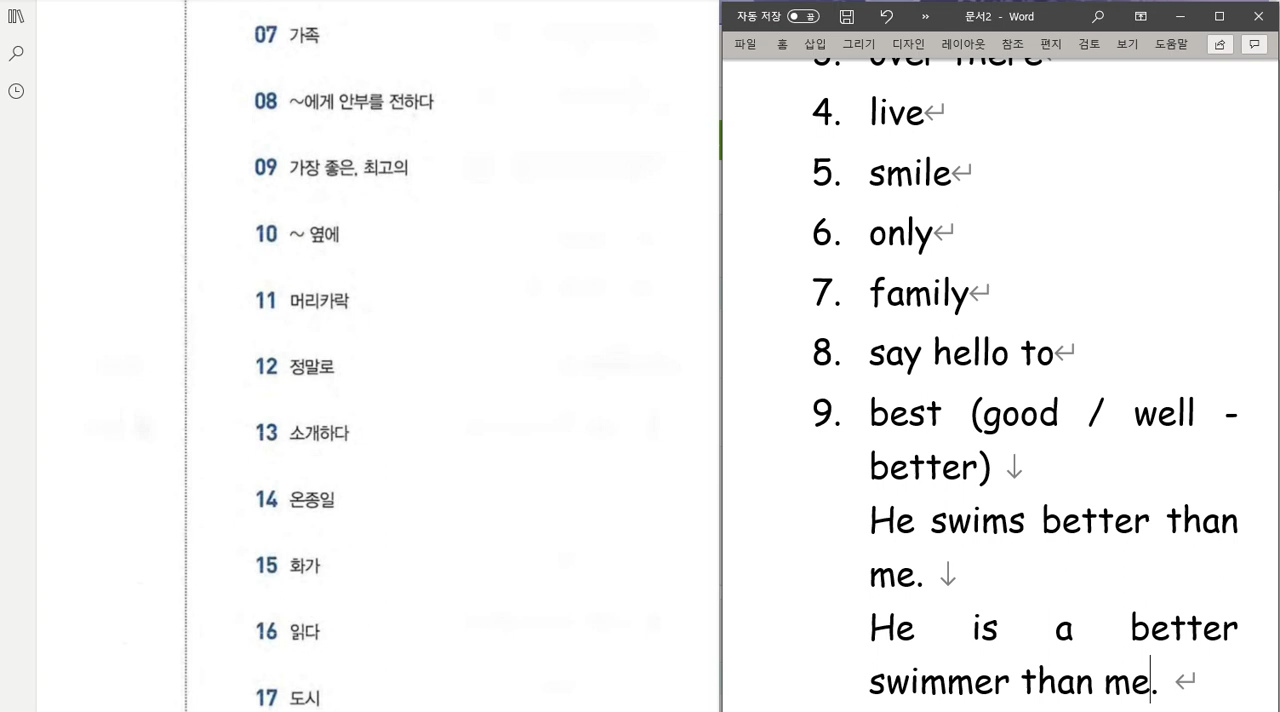 07 가족
08 ~에게 안부를 전하다
09 가장 좋은, 최고의
10 ~ 옆에
11 머리카락
12 정말로
13 소개하다
14 온종일
15 화가
16 읽다
17 도시
자동 저장 끔 문서2 - Word
파일 홈 삽입 그리기 디자인 레이아웃 참조 편지 검토 보기 도움말
3. over there
4. live
5. smile
6. only
7. family
8. say hello to
9. best (good / well -
better)
He swims better than
me.
He is a better
swimmer than me.